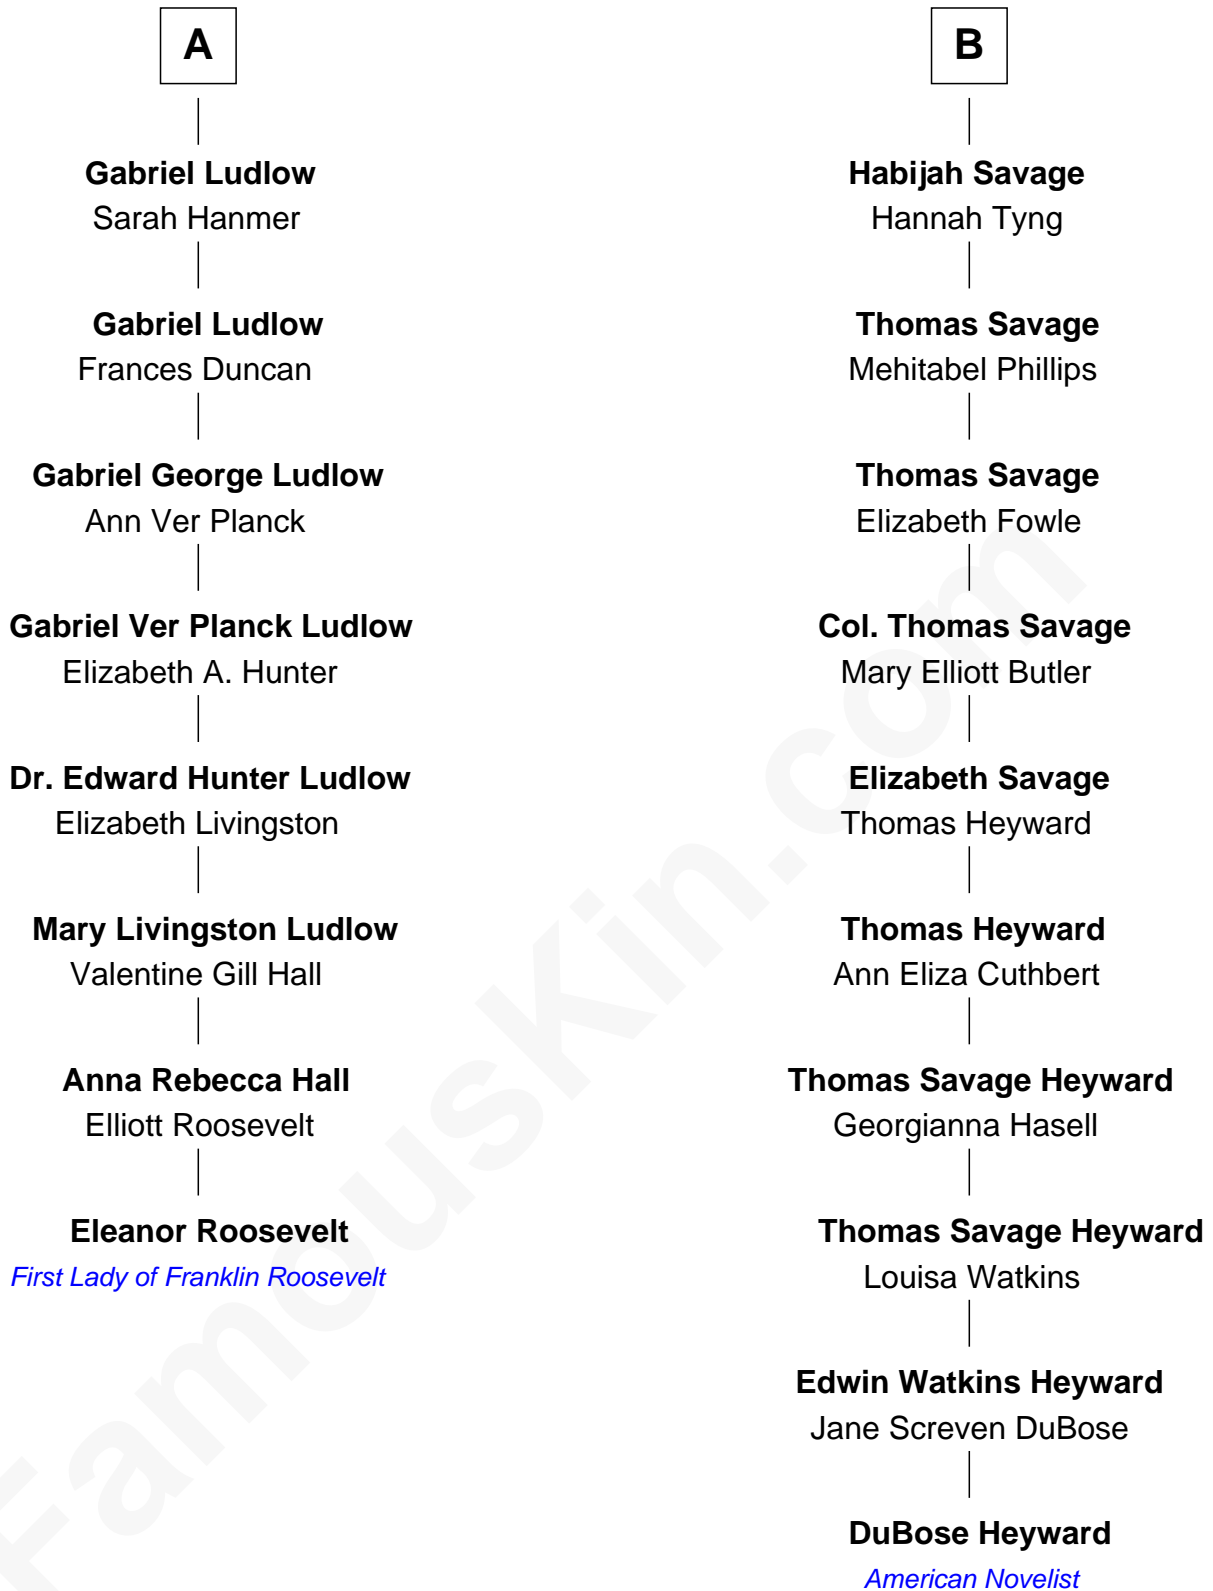 A
Gabriel Ludlow
Sarah Hanmer
Gabriel Ludlow
Frances Duncan
Gabriel George Ludlow
Ann Ver Planck
Gabriel Ver Planck Ludlow
Elizabeth A. Hunter
Dr. Edward Hunter Ludlow
Elizabeth Livingston
Mary Livingston Ludlow
Valentine Gill Hall
Anna Rebecca Hall
Elliott Roosevelt
Eleanor Roosevelt
First Lady of Franklin Roosevelt
B
Habijah Savage
Hannah Tyng
Thomas Savage
Mehitabel Phillips
Thomas Savage
Elizabeth Fowle
Col. Thomas Savage
Mary Elliott Butler
Elizabeth Savage
Thomas Heyward
Thomas Heyward
Ann Eliza Cuthbert
Thomas Savage Heyward
Georgianna Hasell
Thomas Savage Heyward
Louisa Watkins
Edwin Watkins Heyward
Jane Screven DuBose
DuBose Heyward
American Novelist
FamousKin.com